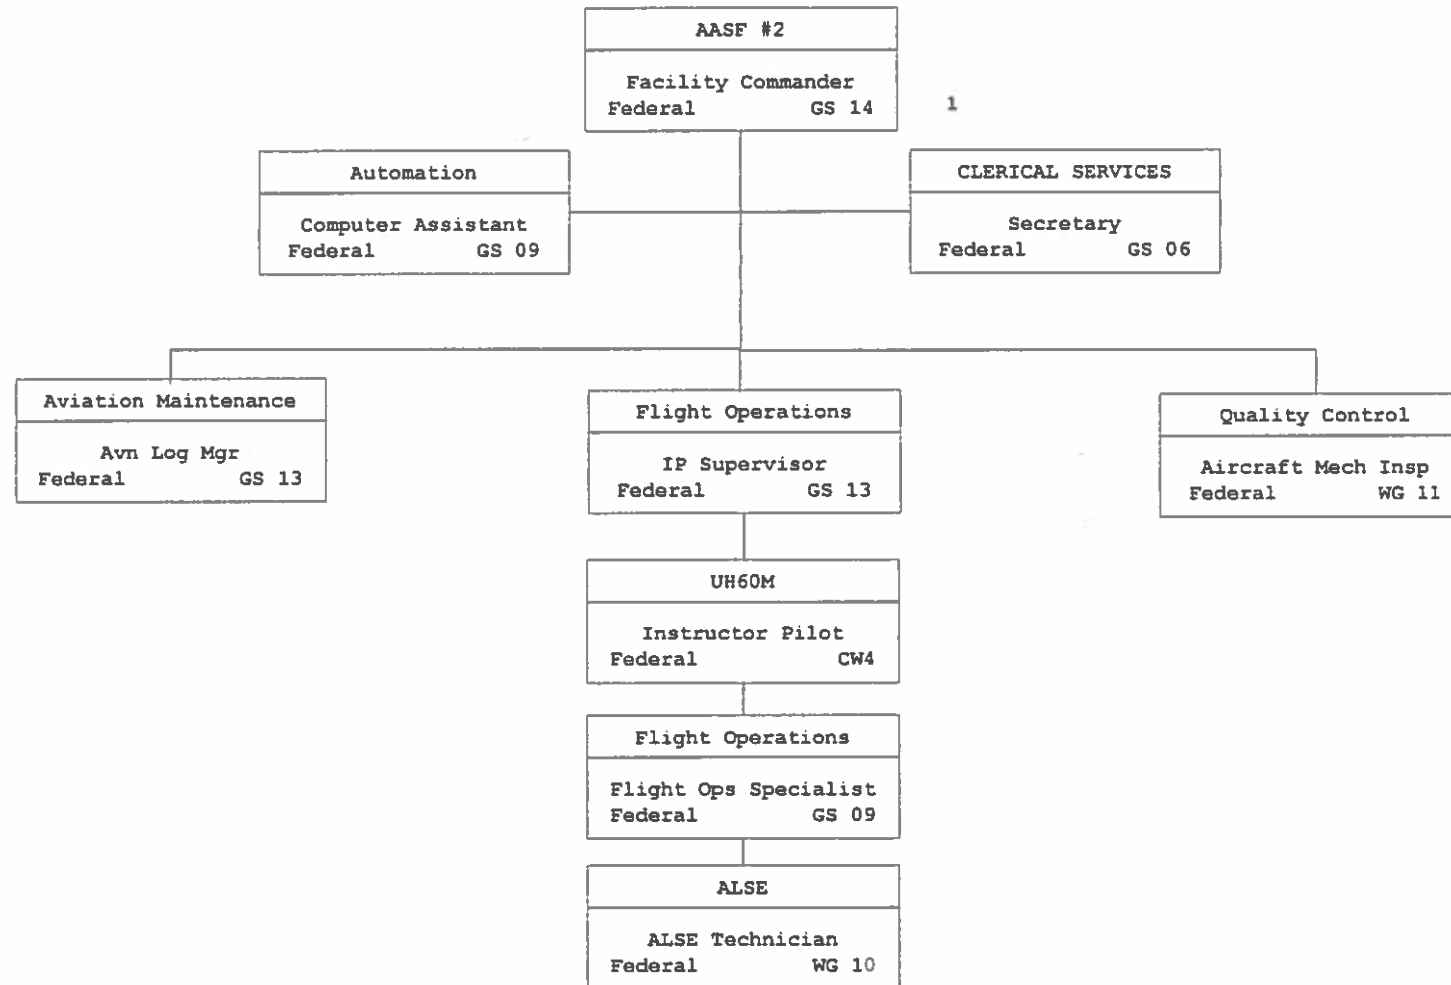 AASF #2
Facility Commander
Federal GS 14
1
Automation
Computer Assistant
Federal GS 09
CLERICAL SERVICES
Secretary
Federal GS 06
Aviation Maintenance
Avn Log Mgr
Federal GS 13
Flight Operations
IP Supervisor
Federal GS 13
Quality Control
Aircraft Mech Insp
Federal WG 11
UH60M
Instructor Pilot
Federal CW4
Flight Operations
Flight Ops Specialist
Federal GS 09
ALSE
ALSE Technician
Federal WG 10